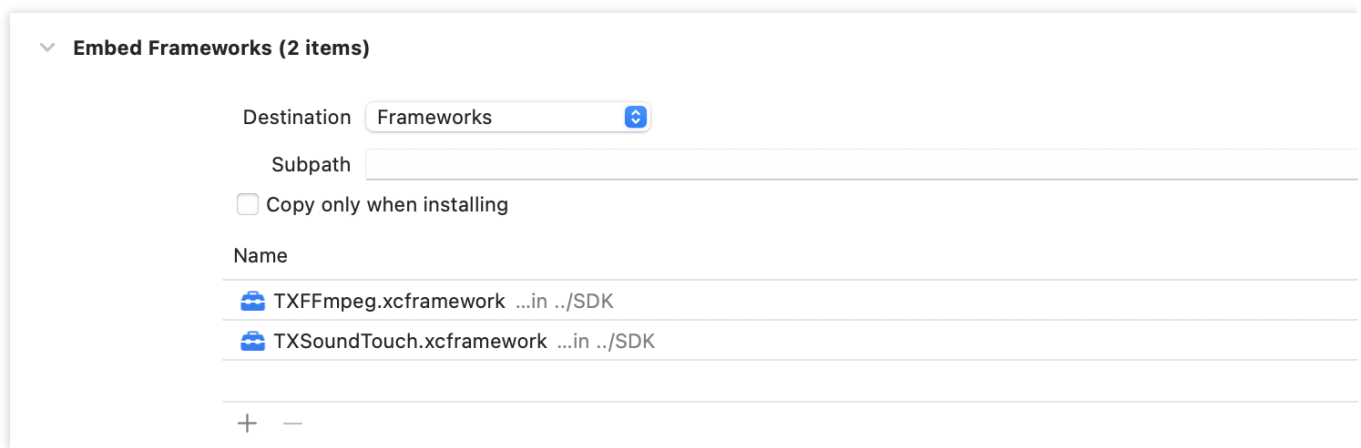 Embed Frameworks (2 items)
Destination Frameworks
Subpath
Copy only when installing
Name
TXFFmpeg.xcframework ...in ../SDK
TXSoundTouch.xcframework ...in ../SDK